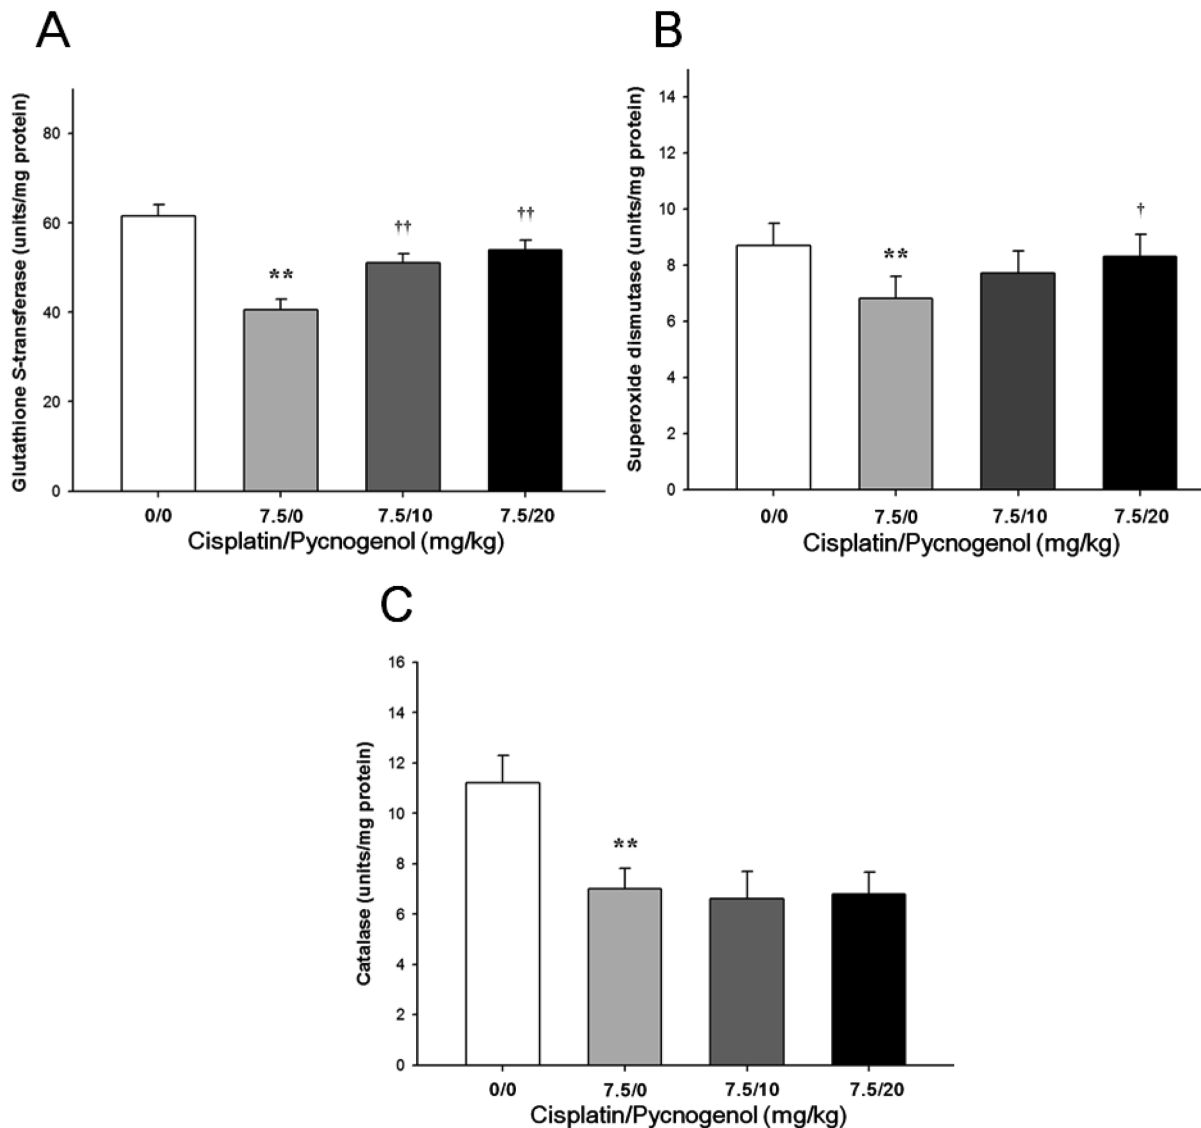 A
Glutathione S-transferase (units/mg protein)
80
60
40
20
0
**
††
††
0/0 7.5/0 7.5/10 7.5/20
Cisplatin/Pycnogenol (mg/kg)
B
Superoxide dismutase (units/mg protein)
14
12
10
8
6
4
2
0
**
†
0/0 7.5/0 7.5/10 7.5/20
Cisplatin/Pycnogenol (mg/kg)
C
Catalase (units/mg protein)
16
14
12
10
8
6
4
2
0
**
0/0 7.5/0 7.5/10 7.5/20
Cisplatin/Pycnogenol (mg/kg)